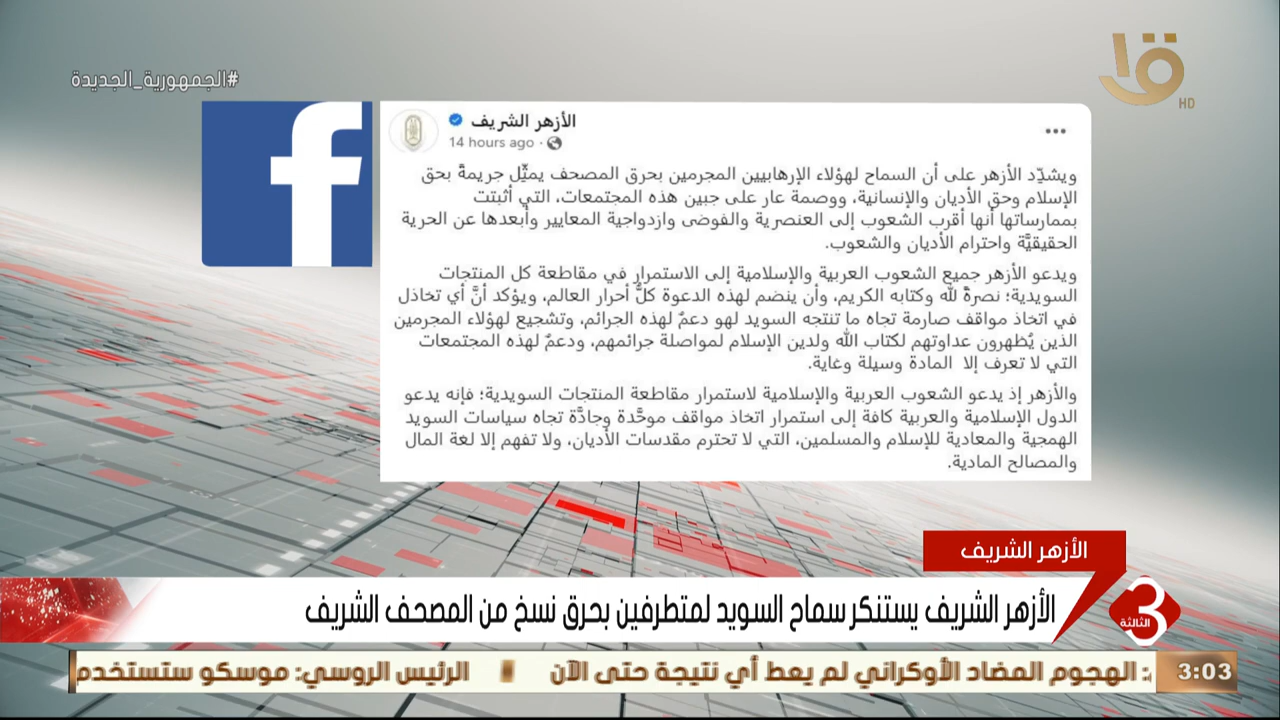 #الجمهورية_الجديدة
HD
الأزهر الشريف
14 hours ago
ويشدِّد الأزهر على أن السماح لهؤلاء الإرهابيين المجرمين بحرق المصحف يمثِّل جريمةً بحق
الإسلام وحق الأديان والإنسانية، ووصمة عار على جبين هذه المجتمعات، التي أثبتت
بممارساتها أنها أقرب الشعوب إلى العنصرية والفوضى وازدواجية المعايير وأبعدها عن الحرية
الحقيقيَّة واحترام الأديان والشعوب.
ويدعو الأزهر جميع الشعوب العربية والإسلامية إلى الاستمرار في مقاطعة كل المنتجات
السويدية؛ نصرةً لله وكتابه الكريم، وأن ينضم لهذه الدعوة كلُّ أحرار العالم، ويؤكد أنَّ أي تخاذل
في اتخاذ مواقف صارمة تجاه ما تنتجه السويد لهو دعمٌ لهذه الجرائم، وتشجيع لهؤلاء المجرمين
الذين يُظهرون عداوتهم لكتاب الله ولدين الإسلام لمواصلة جرائمهم، ودعمٌ لهذه المجتمعات
التي لا تعرف إلا المادة وسيلة وغاية.
والأزهر إذ يدعو الشعوب العربية والإسلامية لاستمرار مقاطعة المنتجات السويدية؛ فإنه يدعو
الدول الإسلامية والعربية كافة إلى استمرار اتخاذ مواقف موحَّدة وجادَّة تجاه سياسات السويد
الهمجية والمعادية للإسلام والمسلمين، التي لا تحترم مقدسات الأديان، ولا تفهم إلا لغة المال
والمصالح المادية.
الأزهر الشريف
الأزهر الشريف يستنكر سماح السويد لمتطرفين بحرق نسخ من المصحف الشريف
3 الثالثة
3:03 : الهجوم المضاد الأوكراني لم يعط أي نتيجة حتى الآن الرئيس الروسي: موسكو ستستخدم